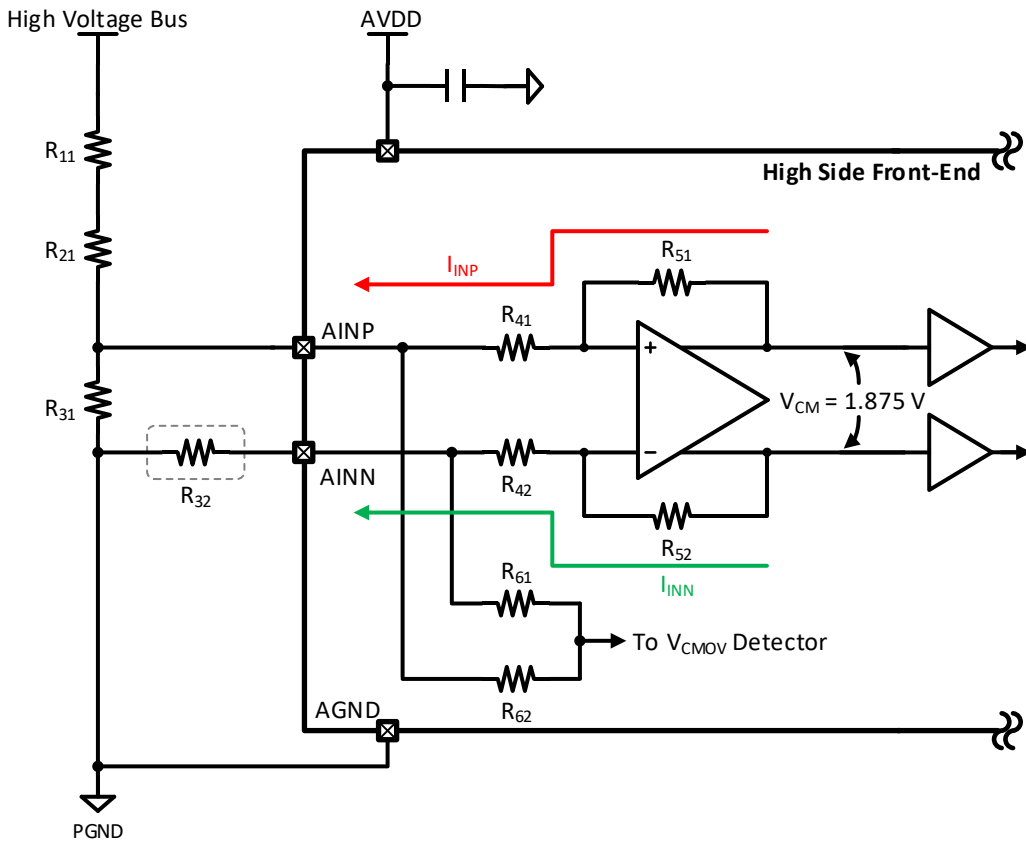 High Voltage Bus
AVDD
R11
High Side Front-End
R21
IINP
R51
AINP
R41
+
R31
VCM = 1.875 V
AINN
R42
−
R32
R52
R61
IINN
To VCMOV Detector
AGND
R62
PGND